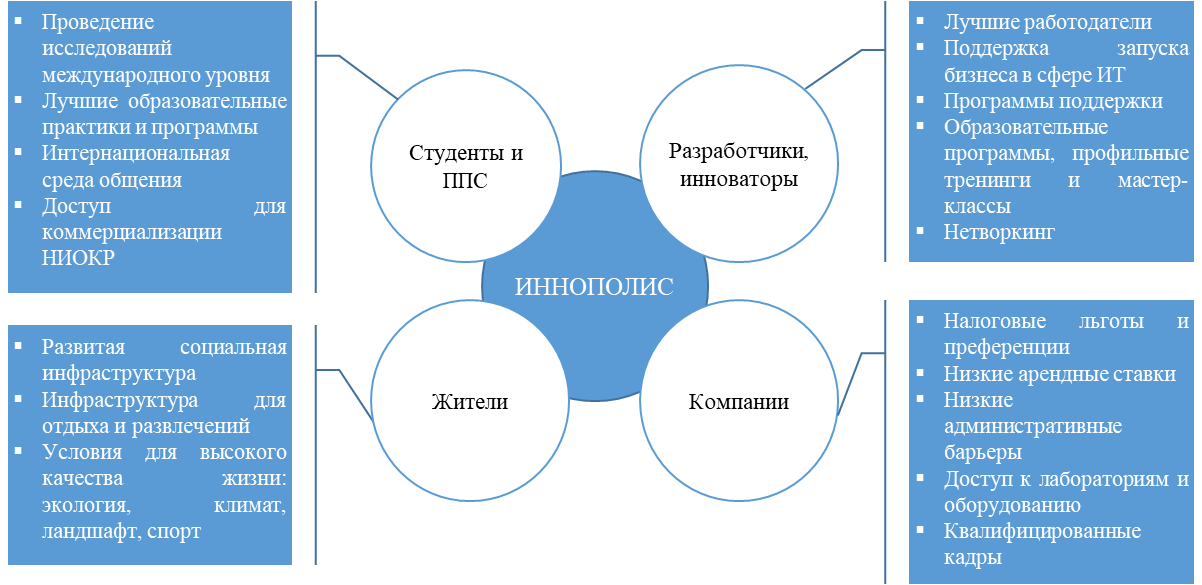 Проведение
исследований
международного уровня
Лучшие образовательные
практики и программы
Интернациональная
среда общения
Доступ для
коммерциализации
НИОКР
Студенты и
ППС
Разработчики,
инноваторы
Лучшие работодатели
Поддержка запуска
бизнеса в сфере ИТ
Программы поддержки
Образовательные
программы, профильные
тренинги и мастер-
классы
Нетворкинг
ИННОПОЛИС
Развитая социальная
инфраструктура
Инфраструктура для
отдыха и развлечений
Условия для высокого
качества жизни:
экология, климат,
ландшафт, спорт
Жители
Компании
Налоговые льготы и
преференции
Низкие арендные ставки
Низкие
административные
барьеры
Доступ к лабораториям и
оборудованию
Квалифицированные
кадры